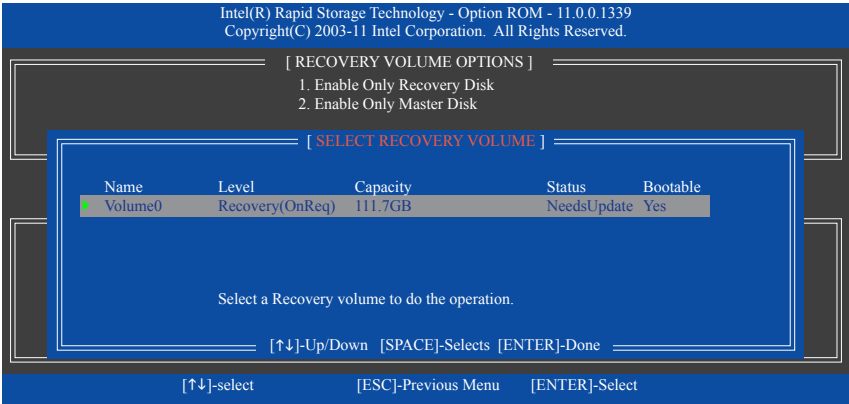 Intel(R) Rapid Storage Technology - Option ROM - 11.0.0.1339
Copyright(C) 2003-11 Intel Corporation. All Rights Reserved.
[ RECOVERY VOLUME OPTIONS ]
1. Enable Only Recovery Disk
2. Enable Only Master Disk
[ SELECT RECOVERY VOLUME ]
Name Level Capacity Status Bootable
Volume0 Recovery(OnReq) 111.7GB NeedsUpdate Yes
Select a Recovery volume to do the operation.
[↑↓]-Up/Down [SPACE]-Selects [ENTER]-Done
[↑↓]-select [ESC]-Previous Menu [ENTER]-Select